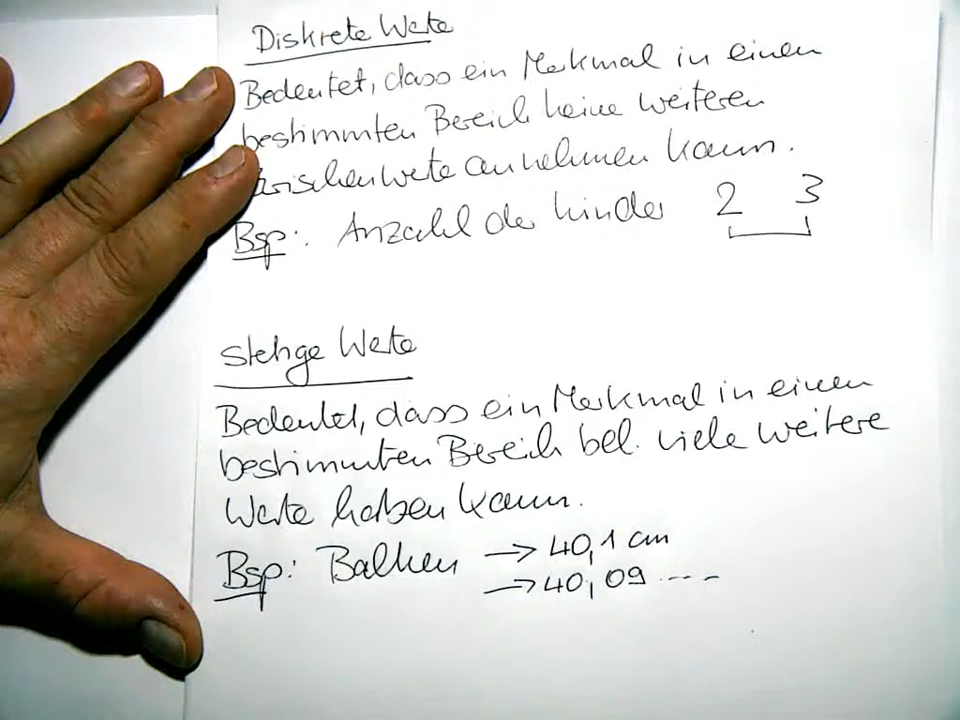 Diskrete Werte
Bedeutet, dass ein Merkmal in einen
bestimmten Bereich keine weiteren
Zwischenwerte annehmen kann.
Bsp: Anzahl der Kinder 2 3
stetige Werte
Bedeutet, dass ein Merkmal in einen
bestimmten Bereich bel. viele weitere
Werte haben kann.
Bsp: Balken → 40,1 cm
→ 40,09 ....